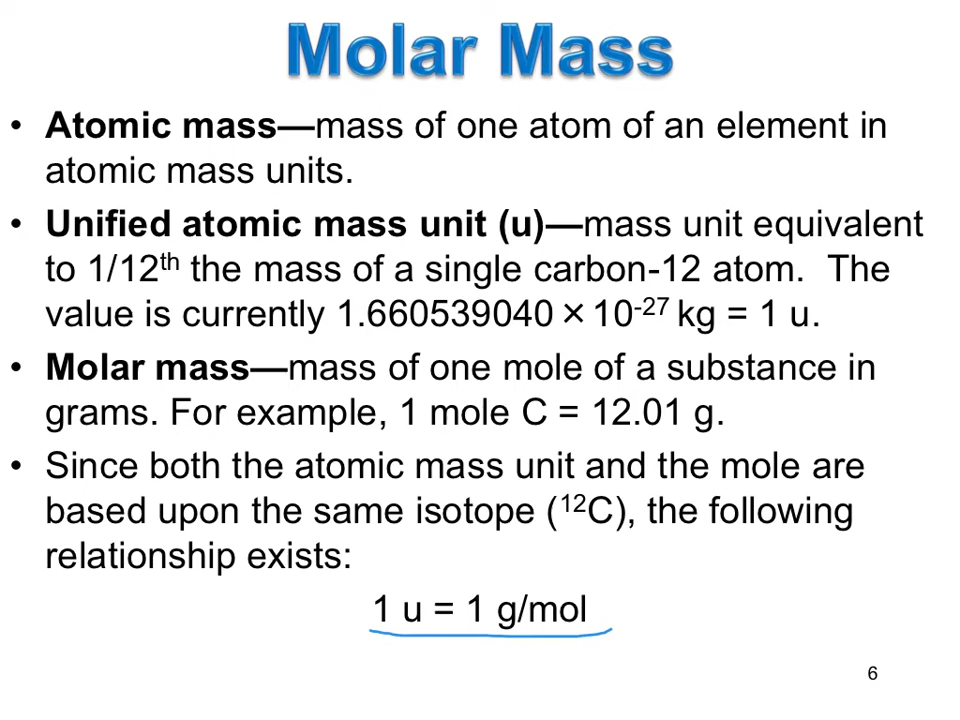 Molar Mass
• Atomic mass—mass of one atom of an element in
atomic mass units.
• Unified atomic mass unit (u)—mass unit equivalent
to 1/12th the mass of a single carbon-12 atom.  The
value is currently 1.660539040 × 10-27 kg = 1 u.
• Molar mass—mass of one mole of a substance in
grams. For example, 1 mole C = 12.01 g.
• Since both the atomic mass unit and the mole are
based upon the same isotope (12C), the following
relationship exists:
1 u = 1 g/mol
6